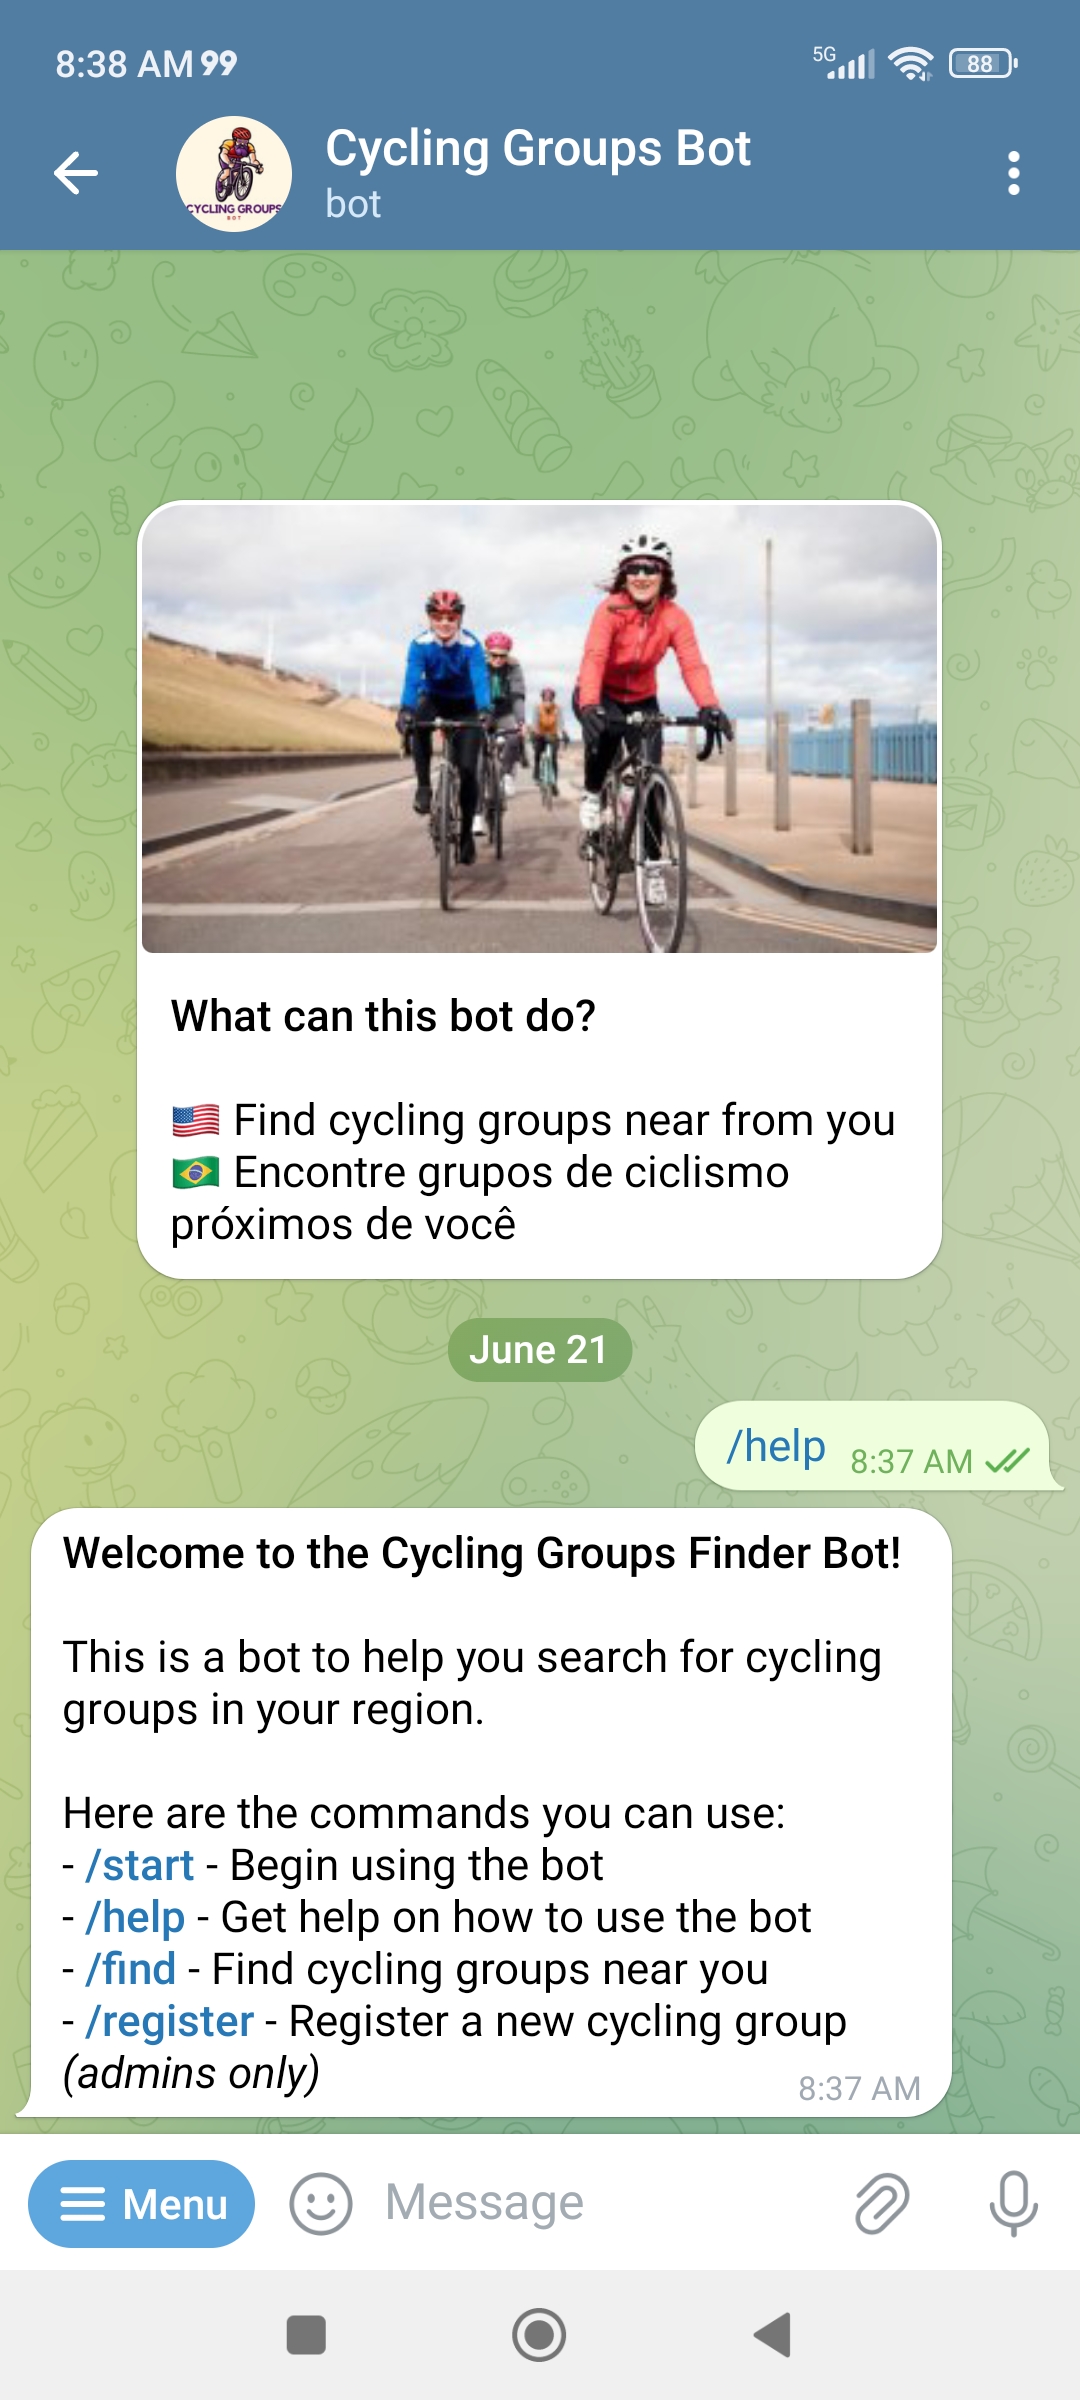 8:38 AM
5G
88
CYCLING GROUPS
BOT
Cycling Groups Bot
bot
What can this bot do?
🇺🇸 Find cycling groups near from you
🇧🇷 Encontre grupos de ciclismo
próximos de você
June 21
/help 8:37 AM
Welcome to the Cycling Groups Finder Bot!
This is a bot to help you search for cycling
groups in your region.
Here are the commands you can use:
- /start - Begin using the bot
- /help - Get help on how to use the bot
- /find - Find cycling groups near you
- /register - Register a new cycling group
(admins only)
8:37 AM
Menu
Message